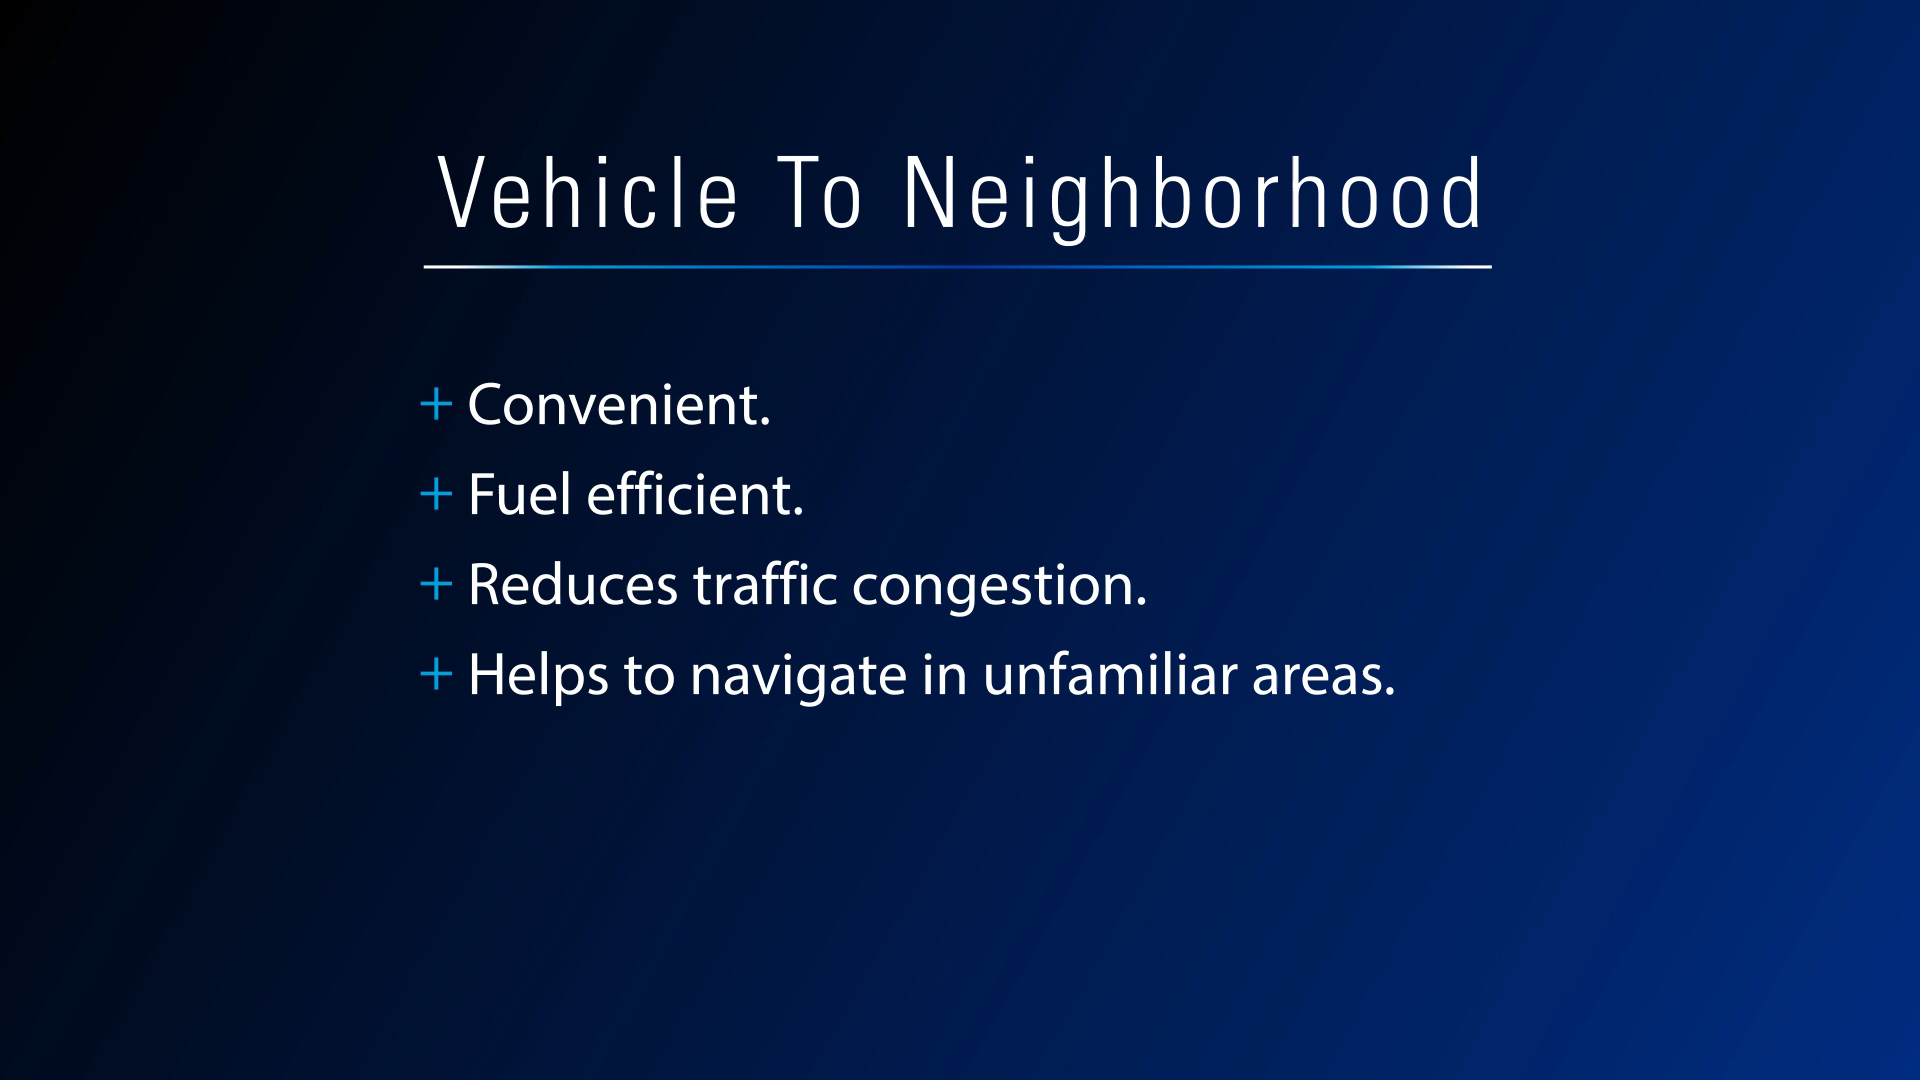 Vehicle To Neighborhood
+ Convenient.
+ Fuel efficient.
+ Reduces traffic congestion.
+ Helps to navigate in unfamiliar areas.